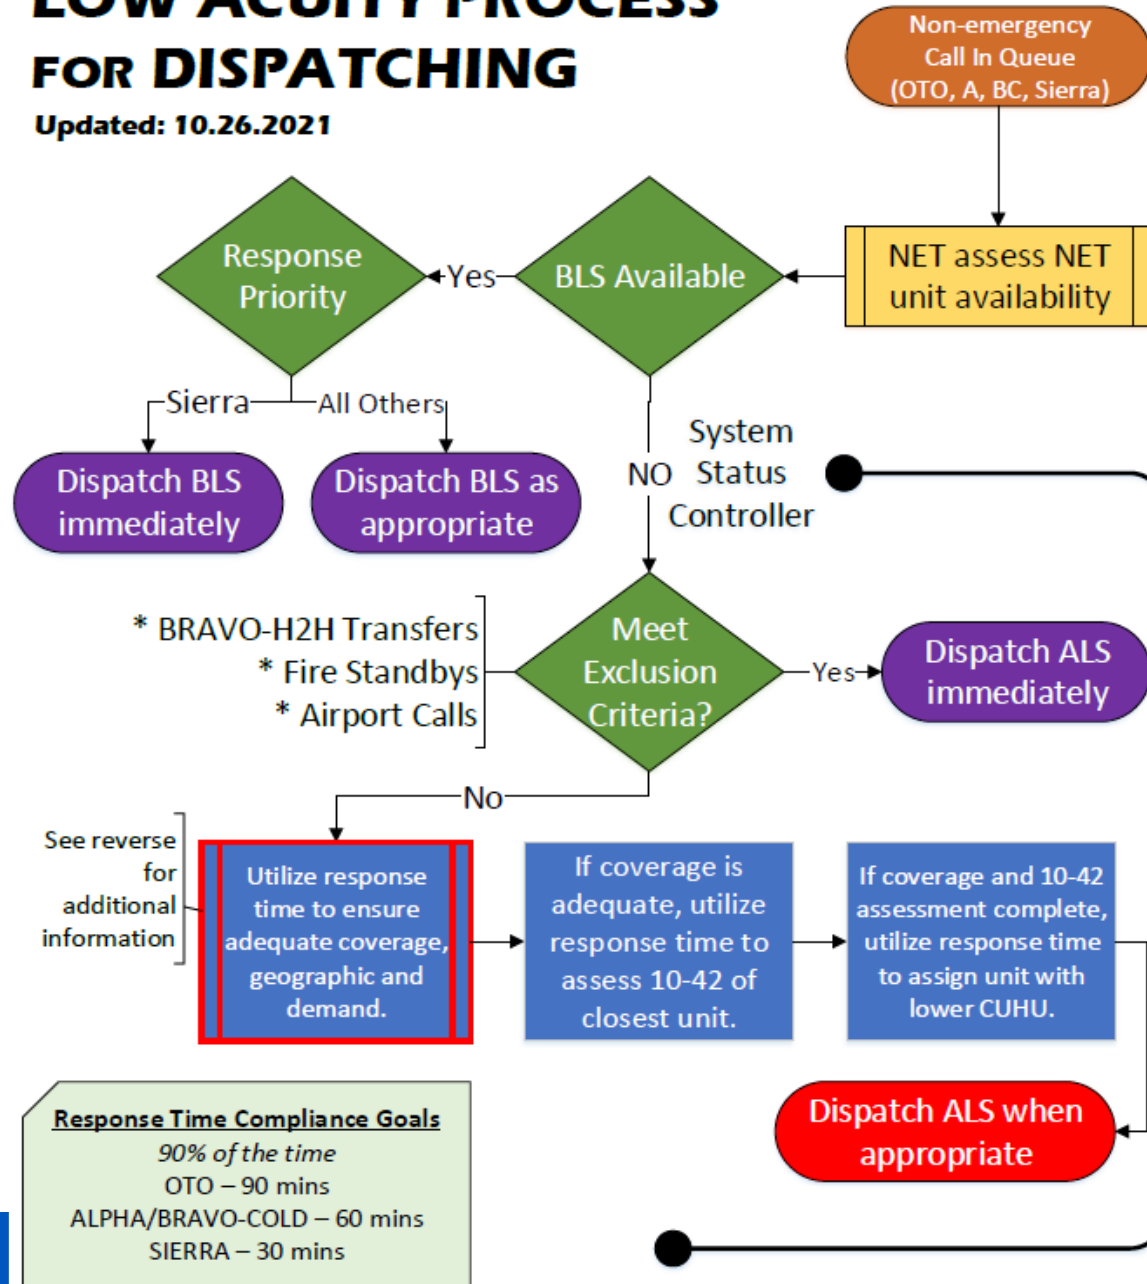 LOW ACUITY PROCESS
FOR DISPATCHING
Updated: 10.26.2021
Non-emergency
Call In Queue
(OTO, A, BC, Sierra)
NET assess NET
unit availability
BLS Available
Yes
Response
Priority
Sierra
All Others
Dispatch BLS
immediately
Dispatch BLS as
appropriate
NO
System
Status
Controller
Meet
Exclusion
Criteria?
* BRAVO-H2H Transfers
* Fire Standbys
* Airport Calls
Yes
Dispatch ALS
immediately
No
See reverse
for
additional
information
Utilize response
time to ensure
adequate coverage,
geographic and
demand.
If coverage is
adequate, utilize
response time to
assess 10-42 of
closest unit.
If coverage and 10-42
assessment complete,
utilize response time
to assign unit with
lower CUHU.
Dispatch ALS when
appropriate
Response Time Compliance Goals
90% of the time
OTO – 90 mins
ALPHA/BRAVO-COLD – 60 mins
SIERRA – 30 mins